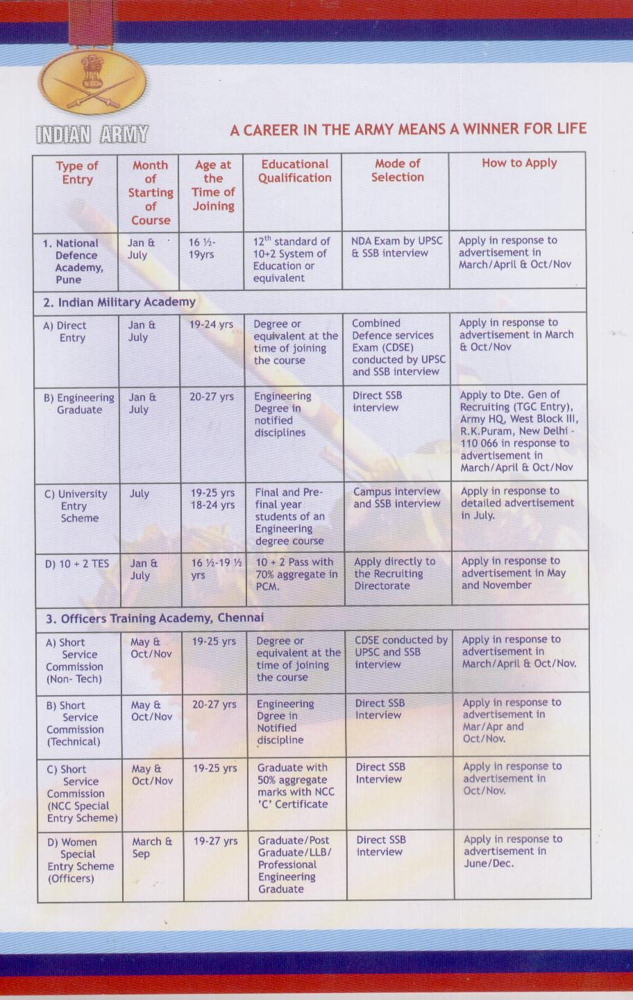 INDIAN ARMY
A CAREER IN THE ARMY MEANS A WINNER FOR LIFE
Type of
Entry
Month
of
Starting
of
Course
Age at
the
Time of
Joining
Educational
Qualification
Mode of
Selection
How to Apply
1. National
Defence
Academy,
Pune
Jan &
July
16 ½-
19yrs
12th standard of
10+2 System of
Education or
equivalent
NDA Exam by UPSC
& SSB interview
Apply in response to
advertisement in
March/April & Oct/Nov
2. Indian Military Academy
A) Direct
Entry
Jan &
July
19-24 yrs
Degree or
equivalent at the
time of joining
the course
Combined
Defence services
Exam (CDSE)
conducted by UPSC
and SSB interview
Apply in response to
advertisement in March
& Oct/Nov
B) Engineering
Graduate
Jan &
July
20-27 yrs
Engineering
Degree in
notified
disciplines
Direct SSB
interview
Apply to Dte. Gen of
Recruiting (TGC Entry),
Army HQ, West Block III,
R.K.Puram, New Delhi -
110 066 in response to
advertisement in
March/April & Oct/Nov
C) University
Entry
Scheme
July
19-25 yrs
18-24 yrs
Final and Pre-
final year
students of an
Engineering
degree course
Campus interview
and SSB interview
Apply in response to
detailed advertisement
in July.
D) 10 + 2 TES
Jan &
July
16 ½-19 ½
yrs
10 + 2 Pass with
70% aggregate in
PCM.
Apply directly to
the Recruiting
Directorate
Apply in response to
advertisement in May
and November
3. Officers Training Academy, Chennai
A) Short
Service
Commission
(Non- Tech)
May &
Oct/Nov
19-25 yrs
Degree or
equivalent at the
time of joining
the course
CDSE conducted by
UPSC and SSB
interview
Apply in response to
advertisement in
March/April & Oct/Nov.
B) Short
Service
Commission
(Technical)
May &
Oct/Nov
20-27 yrs
Engineering
Dgree in
Notified
discipline
Direct SSB
Interview
Apply in response to
advertisement in
Mar/Apr and
Oct/Nov.
C) Short
Service
Commission
(NCC Special
Entry Scheme)
May &
Oct/Nov
19-25 yrs
Graduate with
50% aggregate
marks with NCC
'C' Certificate
Direct SSB
Interview
Apply in response to
advertisement in
Oct/Nov.
D) Women
Special
Entry Scheme
(Officers)
March &
Sep
19-27 yrs
Graduate/Post
Graduate/LLB/
Professional
Engineering
Graduate
Direct SSB
interview
Apply in response to
advertisement in
June/Dec.